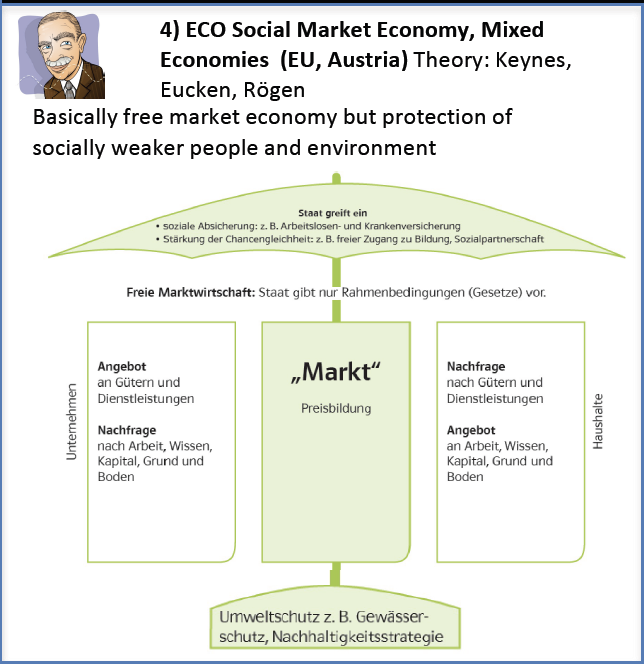 4) ECO Social Market Economy, Mixed
Economies (EU, Austria) Theory: Keynes,
Eucken, Rögen
Basically free market economy but protection of
socially weaker people and environment
Staat greift ein
• soziale Absicherung: z. B. Arbeitslosen- und Krankenversicherung
• Stärkung der Chancengleichheit: z. B. freier Zugang zu Bildung, Sozialpartnerschaft
Freie Marktwirtschaft: Staat gibt nur Rahmenbedingungen (Gesetze) vor.
Unternehmen
Angebot
an Gütern und
Dienstleistungen
Nachfrage
nach Arbeit, Wissen,
Kapital, Grund und
Boden
„Markt“
Preisbildung
Nachfrage
nach Gütern und
Dienstleistungen
Angebot
an Arbeit, Wissen,
Kapital, Grund und
Boden
Haushalte
Umweltschutz z. B. Gewässer-
schutz, Nachhaltigkeitsstrategie